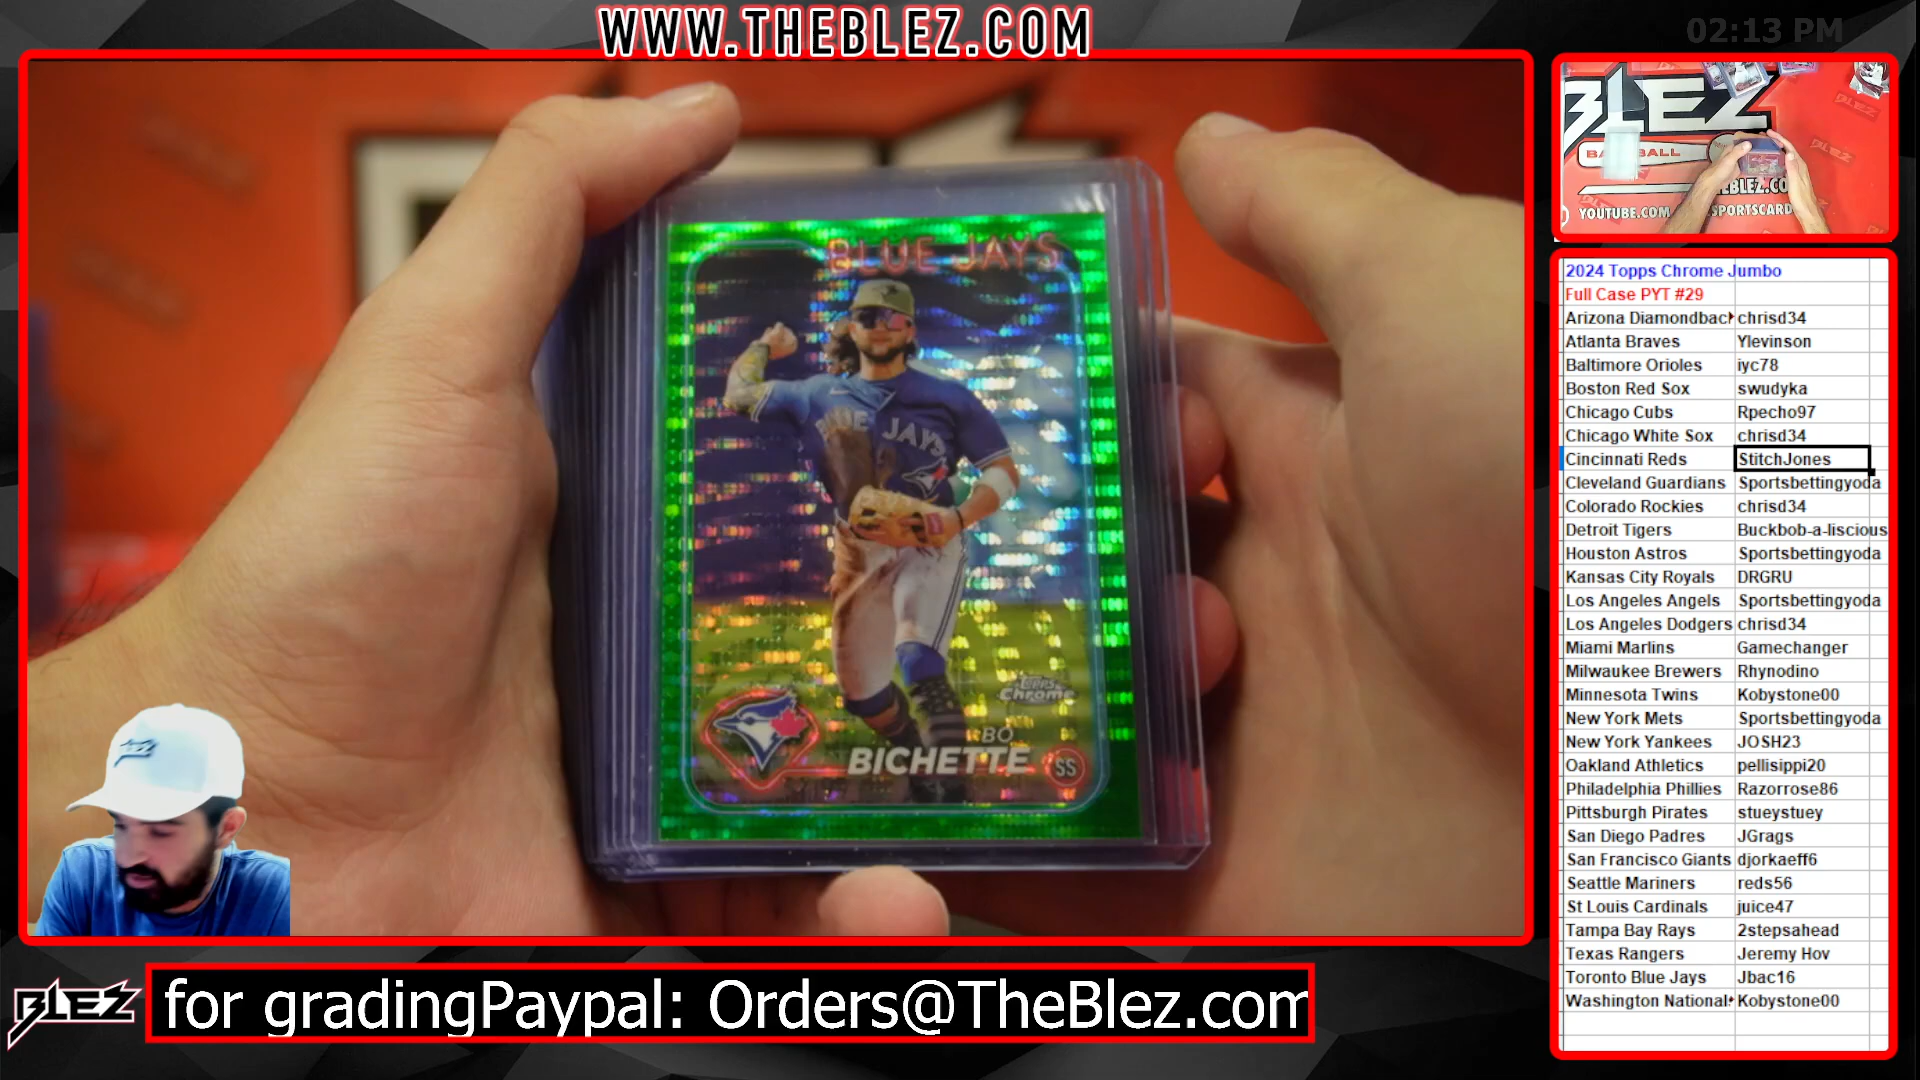 WWW.THEBLEZ.COM
02:13 PM
BLUE JAYS
BLUE JAYS
Topps
Chrome
BO
BICHETTE
SS
BLEZ
YOUTUBE.COM
2024 Topps Chrome Jumbo
Full Case PYT #29
Arizona Diamondbac chrisd34
Atlanta Braves Ylevinson
Baltimore Orioles iyc78
Boston Red Sox swudyka
Chicago Cubs Rpecho97
Chicago White Sox chrisd34
Cincinnati Reds StitchJones
Cleveland Guardians Sportsbettingyoda
Colorado Rockies chrisd34
Detroit Tigers Buckbob-a-liscious
Houston Astros Sportsbettingyoda
Kansas City Royals DRGRU
Los Angeles Angels Sportsbettingyoda
Los Angeles Dodgers chrisd34
Miami Marlins Gamechanger
Milwaukee Brewers Rhynodino
Minnesota Twins Kobystone00
New York Mets Sportsbettingyoda
New York Yankees JOSH23
Oakland Athletics pellisippi20
Philadelphia Phillies Razorrose86
Pittsburgh Pirates stueystuey
San Diego Padres JGrags
San Francisco Giants djorkaeff6
Seattle Mariners reds56
St Louis Cardinals juice47
Tampa Bay Rays 2stepsahead
Texas Rangers Jeremy Hov
Toronto Blue Jays Jbac16
Washington National Kobystone00
BLEZ
for gradingPaypal: Orders@TheBlez.com